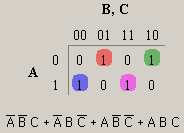 B, C
00 01 11 10
A 0 0 1 0 1
1 1 0 1 0
A̅ B̅ C + A̅ B C̅ + A B̅ C̅ + A B C